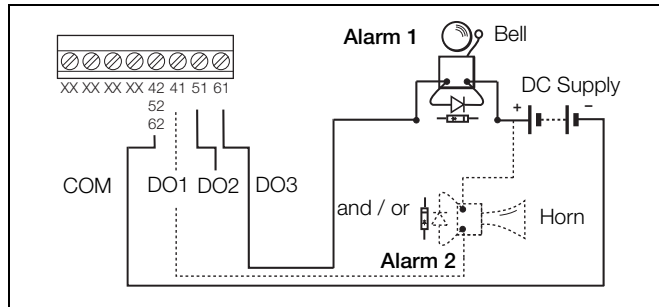 Alarm 1
Bell
DC Supply
+ −
XX XX XX XX 42 41 51 61
52
62
COM DO1 DO2 DO3
and / or
Horn
Alarm 2